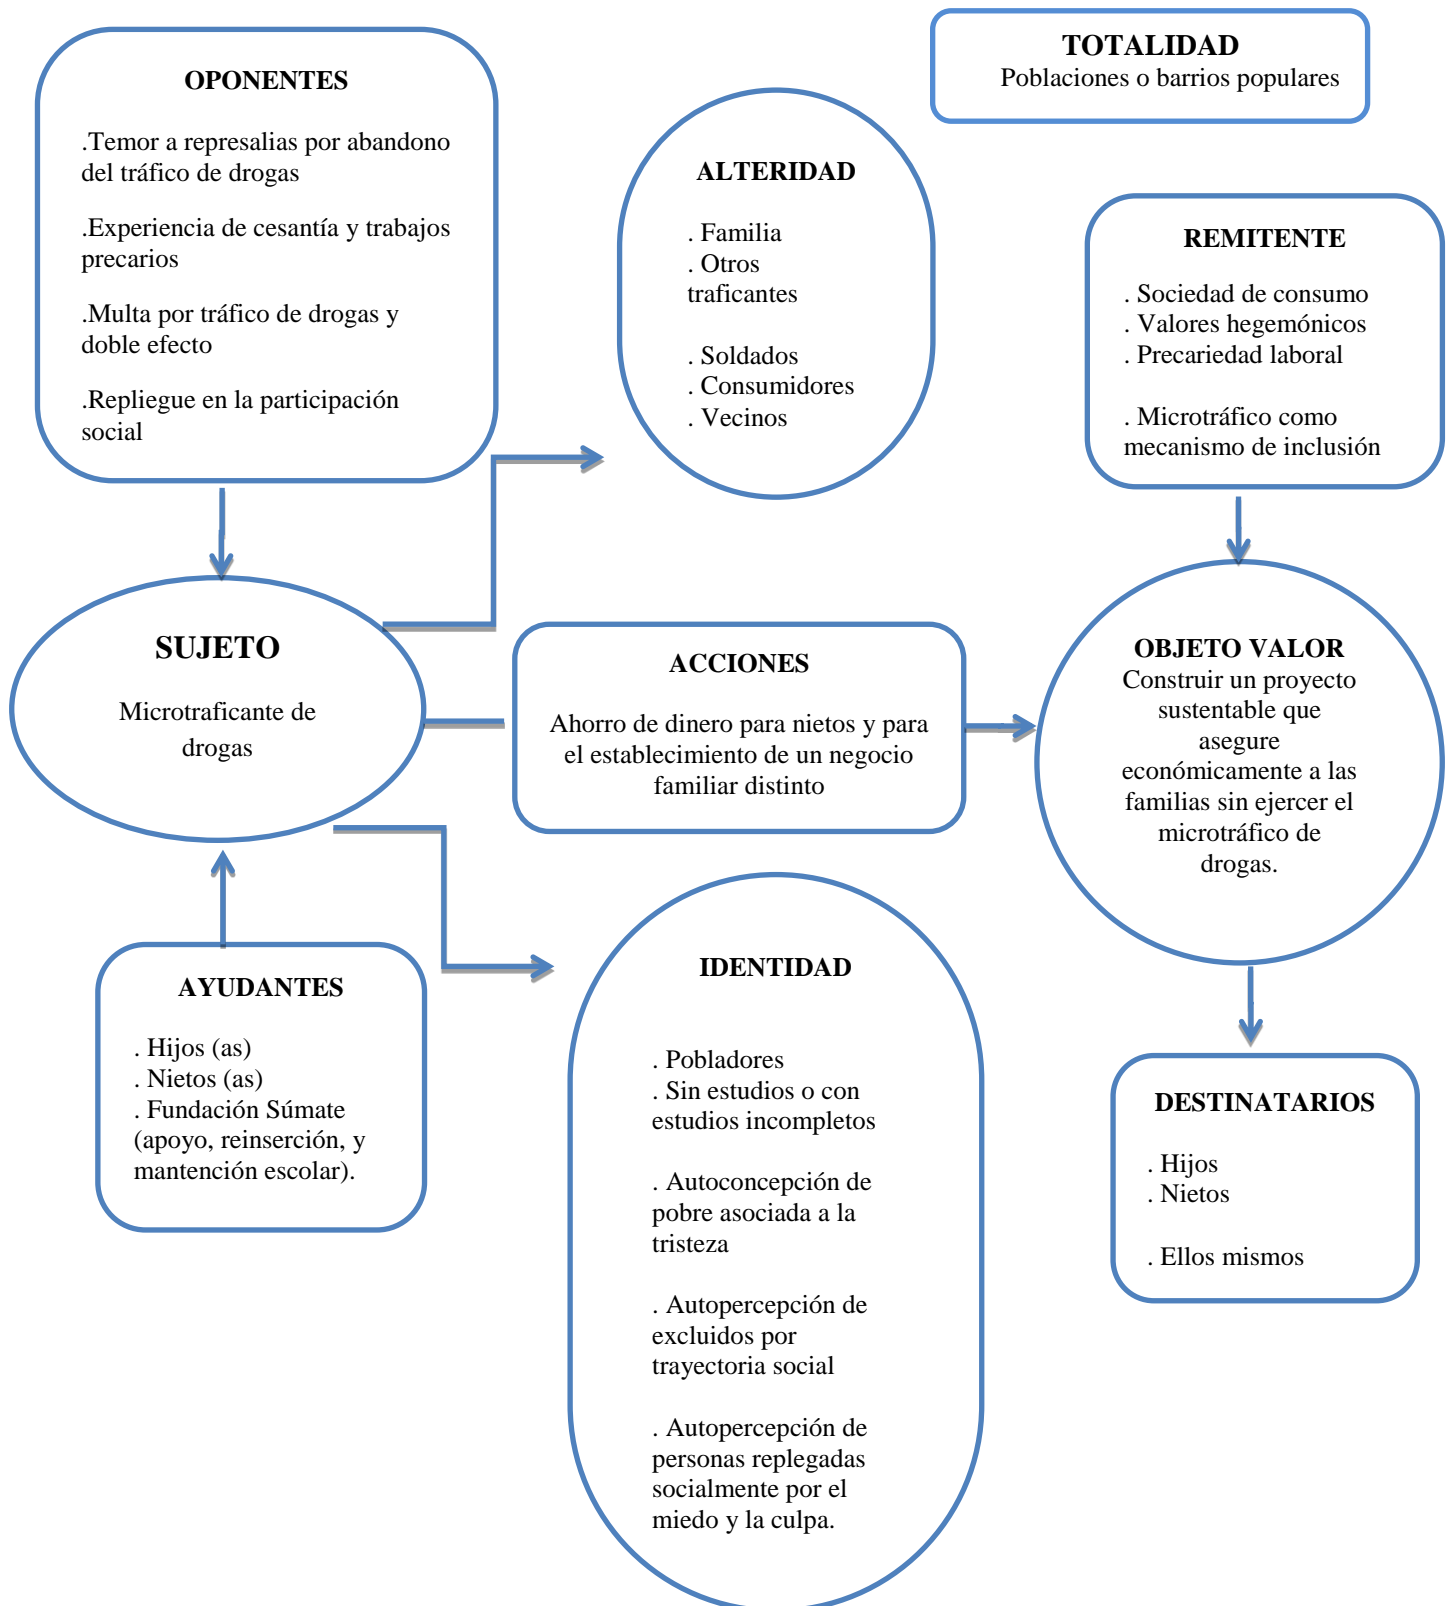 TOTALIDAD
Poblaciones o barrios populares
OPONENTES
.Temor a represalias por abandono
del tráfico de drogas
.Experiencia de cesantía y trabajos
precarios
.Multa por tráfico de drogas y
doble efecto
.Repliegue en la participación
social
ALTERIDAD
. Familia
. Otros
traficantes
. Soldados
. Consumidores
. Vecinos
REMITENTE
. Sociedad de consumo
. Valores hegemónicos
. Precariedad laboral
. Microtráfico como
mecanismo de inclusión
SUJETO
Microtraficante de
drogas
ACCIONES
Ahorro de dinero para nietos y para
el establecimiento de un negocio
familiar distinto
OBJETO VALOR
Construir un proyecto
sustentable que
asegure
económicamente a las
familias sin ejercer el
microtráfico de
drogas.
AYUDANTES
. Hijos (as)
. Nietos (as)
. Fundación Súmate
(apoyo, reinserción, y
mantención escolar).
IDENTIDAD
. Pobladores
. Sin estudios o con
estudios incompletos
. Autoconcepción de
pobre asociada a la
tristeza
. Autopercepción de
excluidos por
trayectoria social
. Autopercepción de
personas replegadas
socialmente por el
miedo y la culpa.
DESTINATARIOS
. Hijos
. Nietos
. Ellos mismos